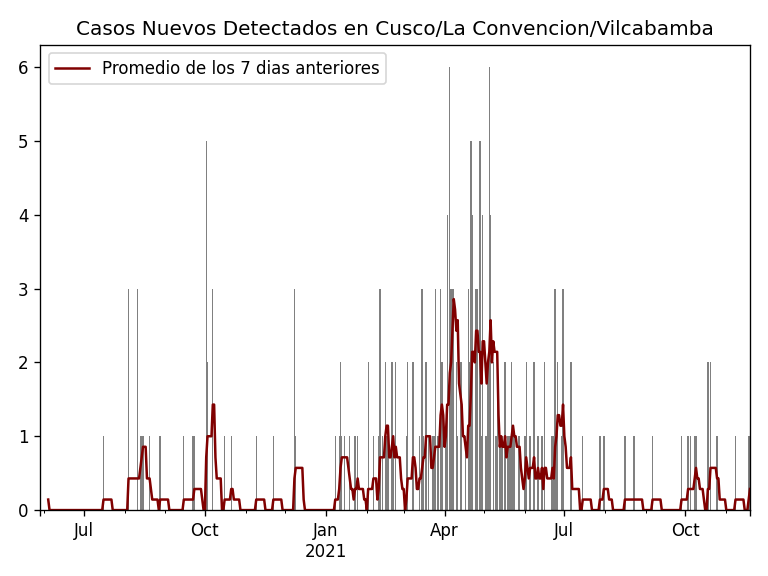 Casos Nuevos Detectados en Cusco/La Convencion/Vilcabamba
Promedio de los 7 dias anteriores
6
5
4
3
2
1
0
Jul
Oct
Jan
2021
Apr
Jul
Oct